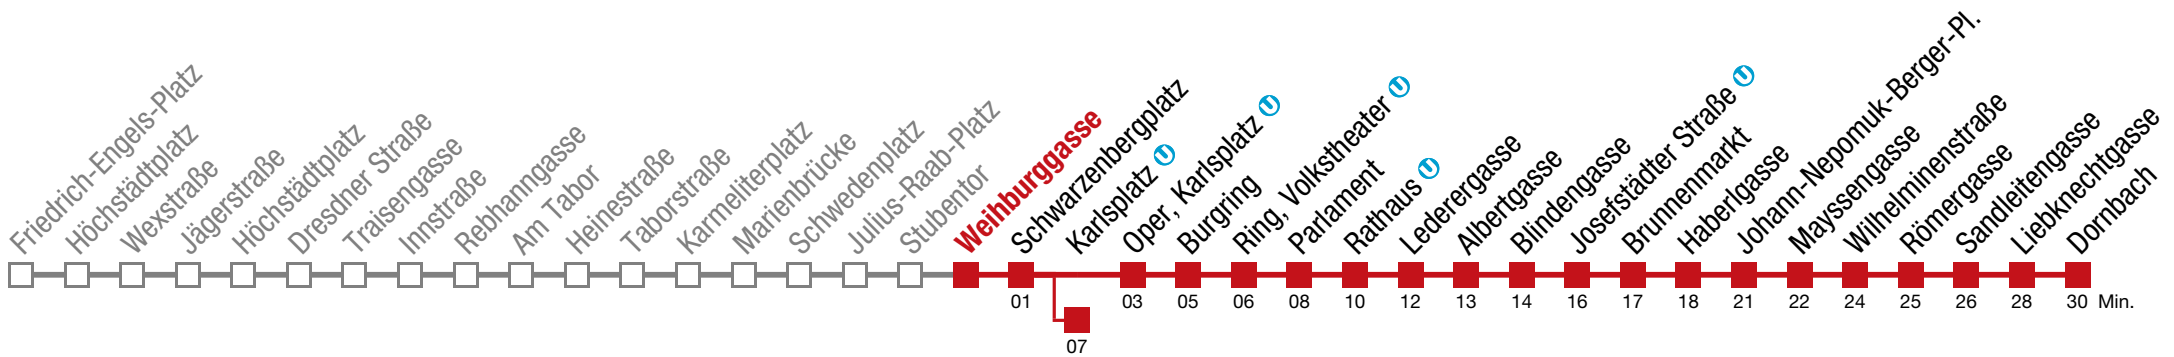 Friedrich-Engels-Platz
Höchstädtplatz
Wexstraße
Jägerstraße
Höchstädtplatz
Dresdner Straße
Traisengasse
Innstraße
Rebhanngasse
Am Tabor
Heinestraße
Taborstraße
Karmeliterplatz
Marienbrücke
Schwedenplatz
Julius-Raab-Platz
Stubentor
Weihburggasse
Schwarzenbergplatz
Karlsplatz U
Oper, Karlsplatz U
Burgring
Ring, Volkstheater U
Parlament
Rathaus U
Lederergasse
Albertgasse
Blindengasse
Josefstädter Straße U
Brunnenmarkt
Haberlgasse
Johann-Nepomuk-Berger-Pl.
Mayssengasse
Wilhelminenstraße
Römergasse
Sandleitengasse
Liebknechtgasse
Dornbach
01 03 05 06 08 10 12 13 14 16 17 18 21 22 24 25 26 28 30 Min.
07